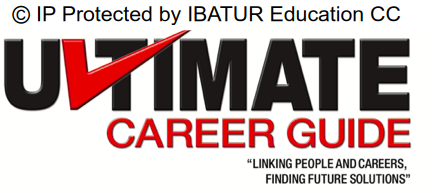 © IP Protected by IBATUR Education CC
ULTIMATE
CAREER GUIDE
"LINKING PEOPLE AND CAREERS,
FINDING FUTURE SOLUTIONS"